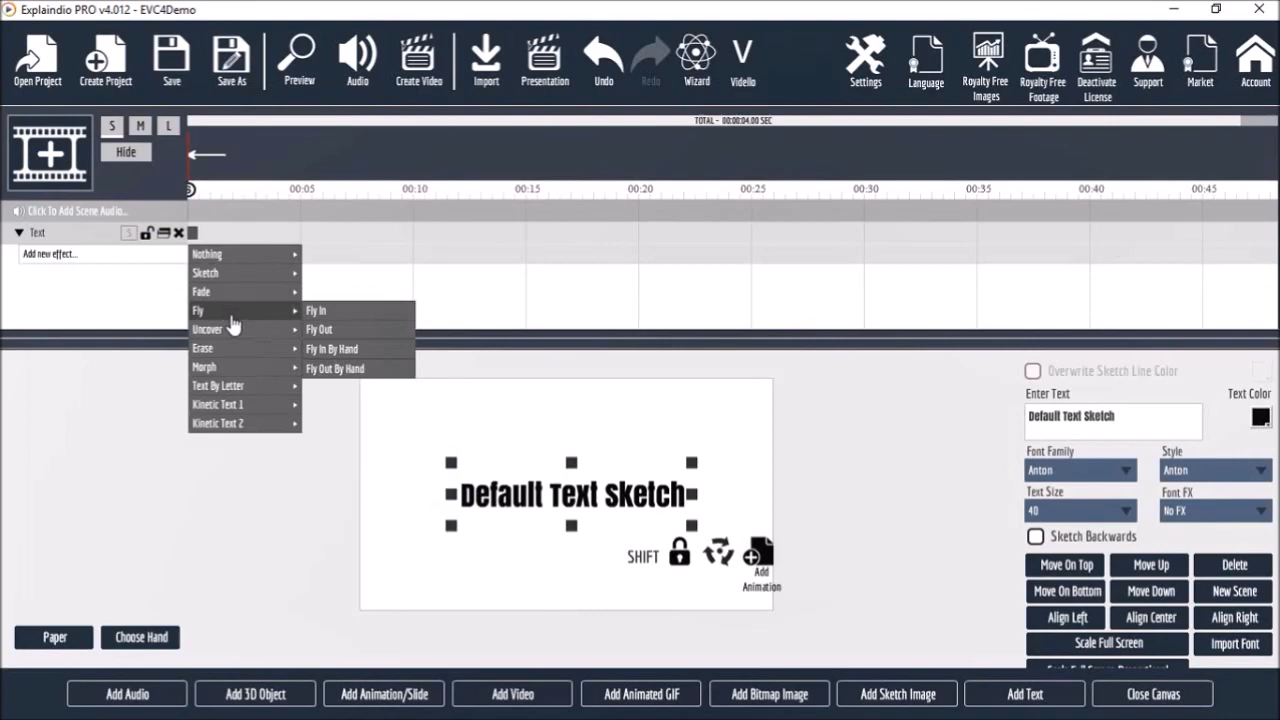 Explaindio PRO v4.012 - EVC4Demo
Open Project
Create Project
Save
Save As
Preview
Audio
Create Video
Import
Presentation
Undo
Redo
Wizard
V
Vidello
Settings
Language
Royalty Free
Images
Royalty Free
Footage
Deactivate
License
Support
Market
Account
S
M
L
Hide
TOTAL - 00:00:04.00 SEC
00:05
00:10
00:15
00:20
00:25
00:30
00:35
00:40
00:45
Click To Add Scene Audio...
Text
S
Add new effect...
Nothing
Sketch
Fade
Fly
Uncover
Erase
Morph
Text By Letter
Kinetic Text 1
Kinetic Text 2
Fly In
Fly Out
Fly In By Hand
Fly Out By Hand
Default Text Sketch
SHIFT
Add
Animation
Overwrite Sketch Line Color
Enter Text
Text Color
Default Text Sketch
Font Family
Style
Anton
Anton
Text Size
Font FX
40
No FX
Sketch Backwards
Move On Top
Move Up
Delete
Move On Bottom
Move Down
New Scene
Align Left
Align Center
Align Right
Scale Full Screen
Import Font
Paper
Choose Hand
Add Audio
Add 3D Object
Add Animation/Slide
Add Video
Add Animated GIF
Add Bitmap Image
Add Sketch Image
Add Text
Close Canvas